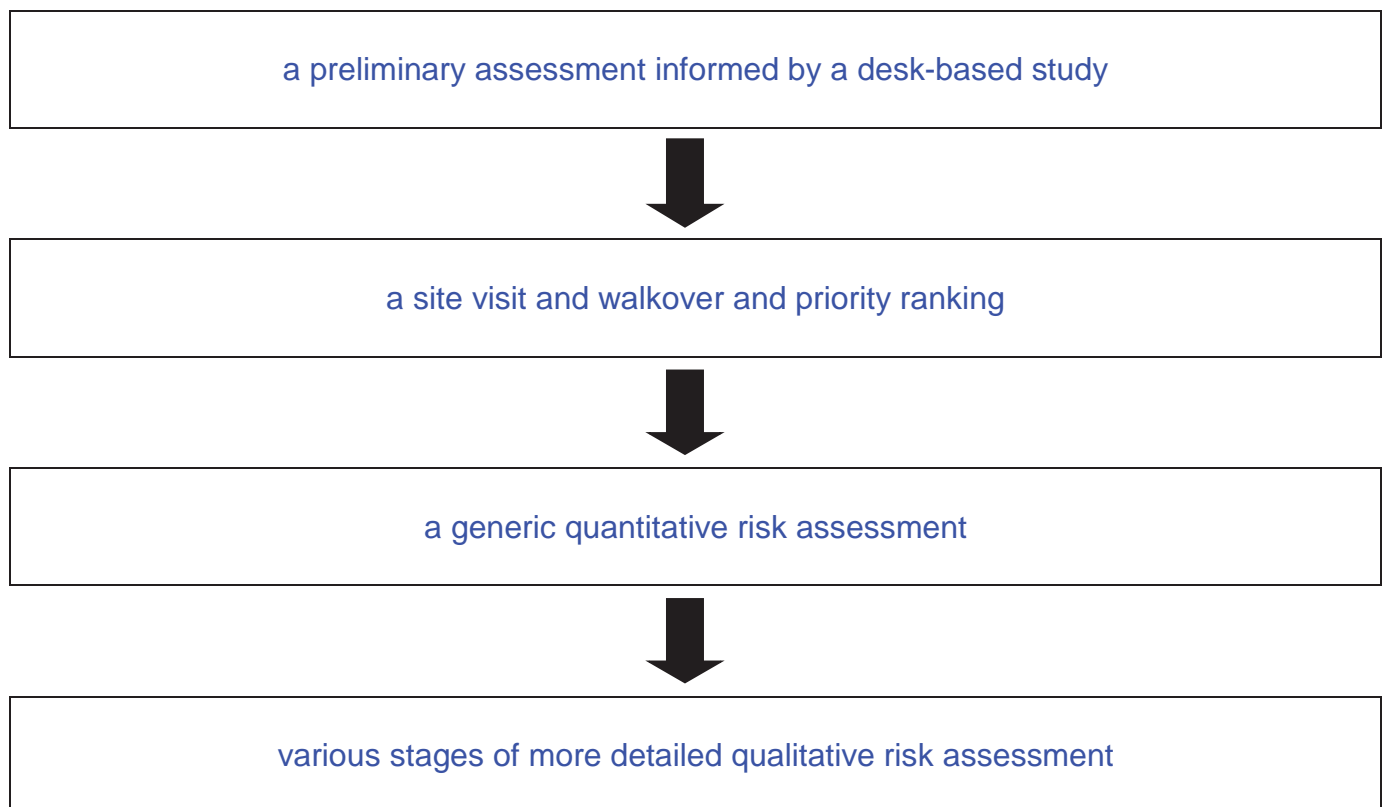 a preliminary assessment informed by a desk-based study
a site visit and walkover and priority ranking
a generic quantitative risk assessment
various stages of more detailed qualitative risk assessment